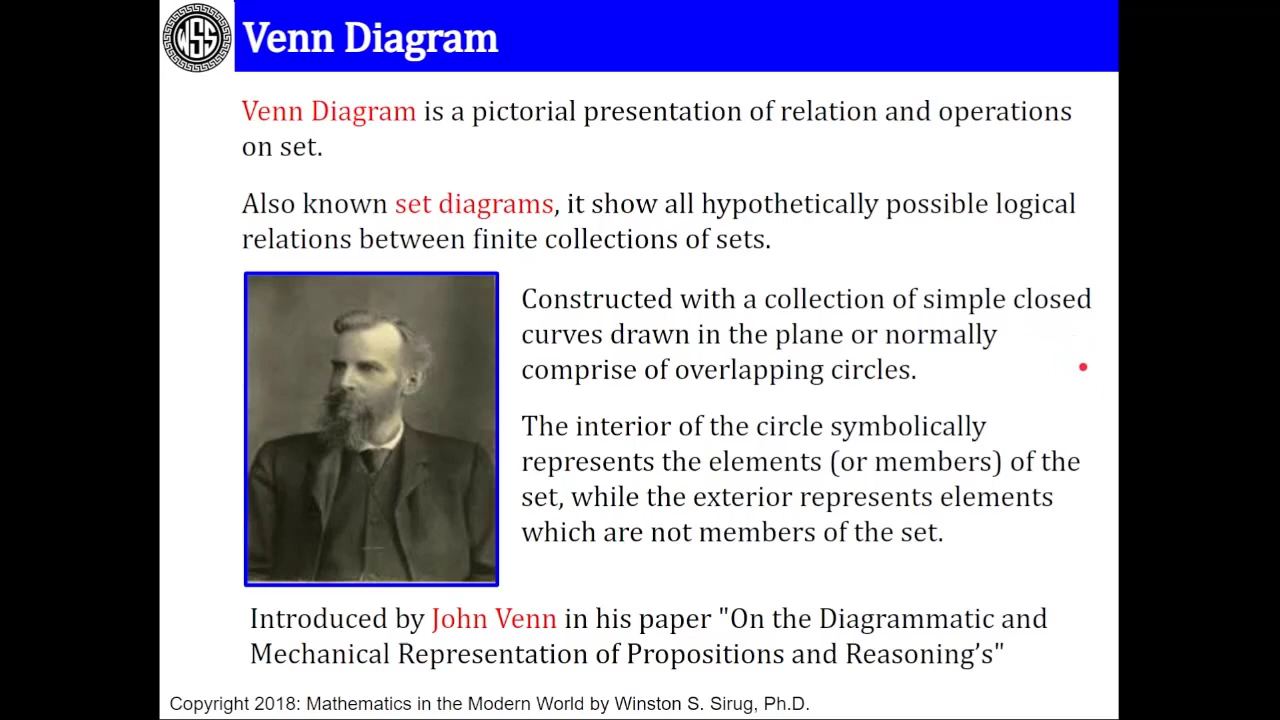 WSS
Venn Diagram
Venn Diagram is a pictorial presentation of relation and operations
on set.
Also known set diagrams, it show all hypothetically possible logical
relations between finite collections of sets.
Constructed with a collection of simple closed
curves drawn in the plane or normally
comprise of overlapping circles.
The interior of the circle symbolically
represents the elements (or members) of the
set, while the exterior represents elements
which are not members of the set.
Introduced by John Venn in his paper "On the Diagrammatic and
Mechanical Representation of Propositions and Reasoning’s"
Copyright 2018: Mathematics in the Modern World by Winston S. Sirug, Ph.D.